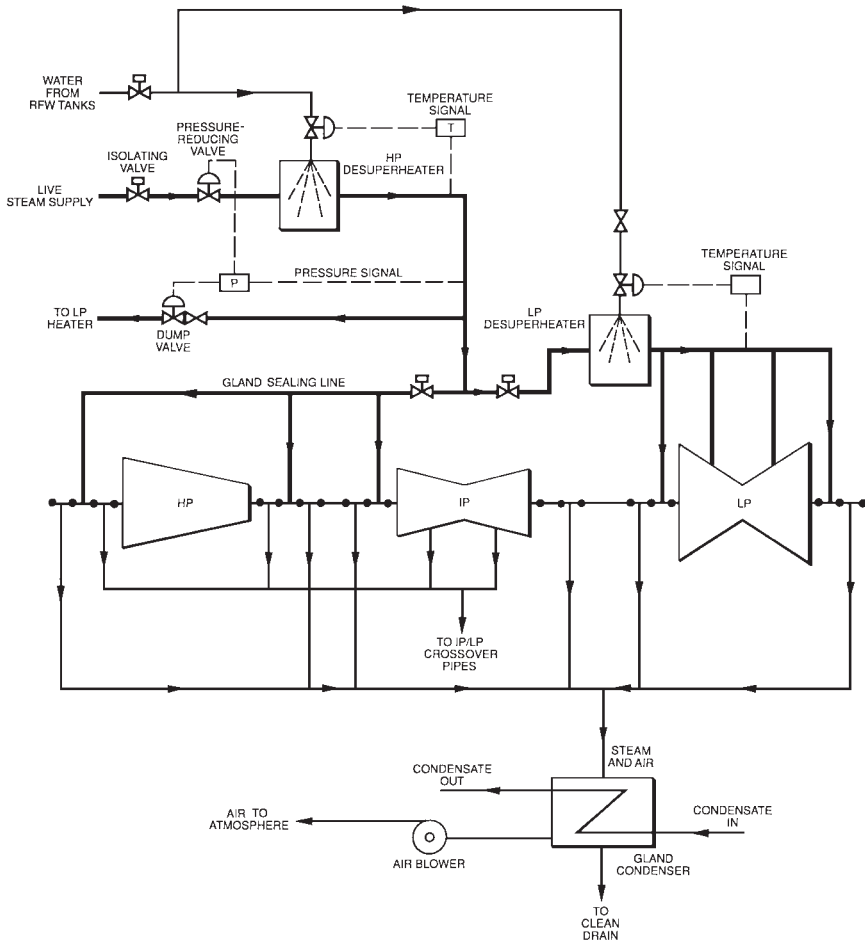 WATER
FROM
RFW TANKS
TEMPERATURE
SIGNAL
T
PRESSURE-
REDUCING
VALVE
ISOLATING
VALVE
HP
DESUPERHEATER
LIVE
STEAM SUPPLY
PRESSURE SIGNAL
P
TEMPERATURE
SIGNAL
TO LP
HEATER
DUMP
VALVE
LP
DESUPERHEATER
GLAND SEALING LINE
HP
IP
LP
TO IP/LP
CROSSOVER
PIPES
STEAM
AND AIR
CONDENSATE
OUT
CONDENSATE
IN
AIR TO
ATMOSPHERE
AIR BLOWER
GLAND
CONDENSER
TO
CLEAN
DRAIN